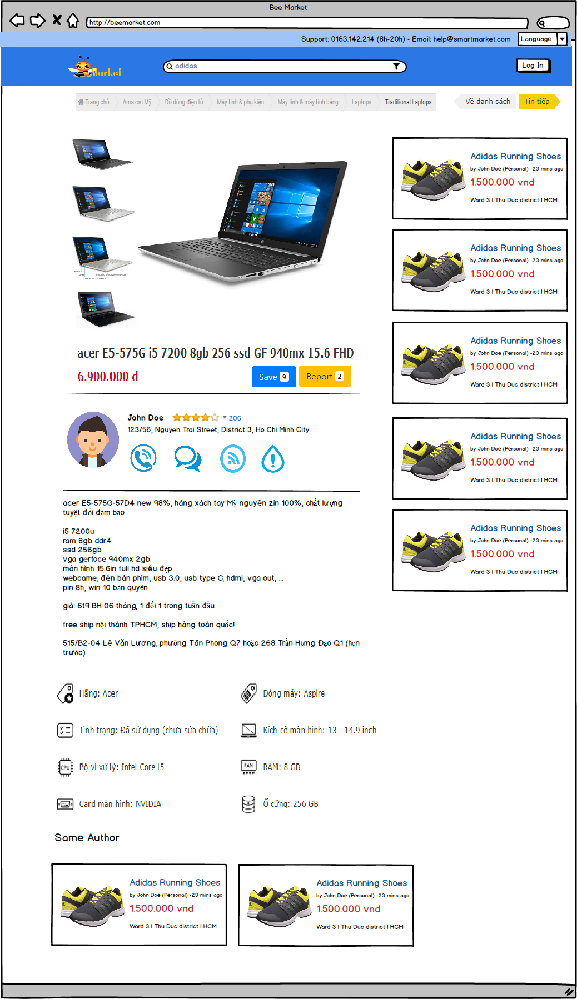 Bee Market
http://beemarket.com
Support: 0163.142.214 (8h-20h) - Email: help@smartmarket.com
Language
Market
adidas
Log In
Trang chủ
Amazon Mỹ
Đồ dùng điện tử
Máy tính & phụ kiện
Máy tính & máy tính bảng
Laptops
Traditional Laptops
Về danh sách
Tin tiếp
acer E5-575G i5 7200 8gb 256 ssd GF 940mx 15.6 FHD
6.900.000 đ
Save 9
Report 2
John Doe
206
123/56, Nguyen Trai Street, District 3, Ho Chi Minh City
acer E5-575G-57D4 new 98%, hàng xách tay Mỹ nguyên zin 100%, chất lượng
tuyệt đối đảm bảo
i5 7200u
ram 8gb ddr4
ssd 256gb
vga gerfoce 940mx 2gb
màn hình 15.6in full hd siêu đẹp
webcame, đèn bàn phím, usb 3.0, usb type C, hdmi, vga out, ...
pin 8h, win 10 bản quyền
giá: 6t9 BH 06 tháng, 1 đổi 1 trong tuần đầu
free ship nội thành TPHCM, ship hàng toàn quốc!
515/B2-04 Lê Văn Lương, phường Tân Phong Q7 hoặc 268 Trần Hưng Đạo Q1 (hẹn
trước)
Hãng: Acer
Dòng máy: Aspire
Tình trạng: Đã sử dụng (chưa sửa chữa)
Kích cỡ màn hình: 13 - 14.9 inch
CPU
Bộ vi xử lý: Intel Core i5
RAM
RAM: 8 GB
Card màn hình: NVIDIA
Ổ cứng: 256 GB
Adidas Running Shoes
by John Doe (Personal) -23 mins ago
1.500.000 vnd
Ward 3 | Thu Duc district | HCM
Adidas Running Shoes
by John Doe (Personal) -23 mins ago
1.500.000 vnd
Ward 3 | Thu Duc district | HCM
Adidas Running Shoes
by John Doe (Personal) -23 mins ago
1.500.000 vnd
Ward 3 | Thu Duc district | HCM
Adidas Running Shoes
by John Doe (Personal) -23 mins ago
1.500.000 vnd
Ward 3 | Thu Duc district | HCM
Adidas Running Shoes
by John Doe (Personal) -23 mins ago
1.500.000 vnd
Ward 3 | Thu Duc district | HCM
Same Author
Adidas Running Shoes
by John Doe (Personal) -23 mins ago
1.500.000 vnd
Ward 3 | Thu Duc district | HCM
Adidas Running Shoes
by John Doe (Personal) -23 mins ago
1.500.000 vnd
Ward 3 | Thu Duc district | HCM